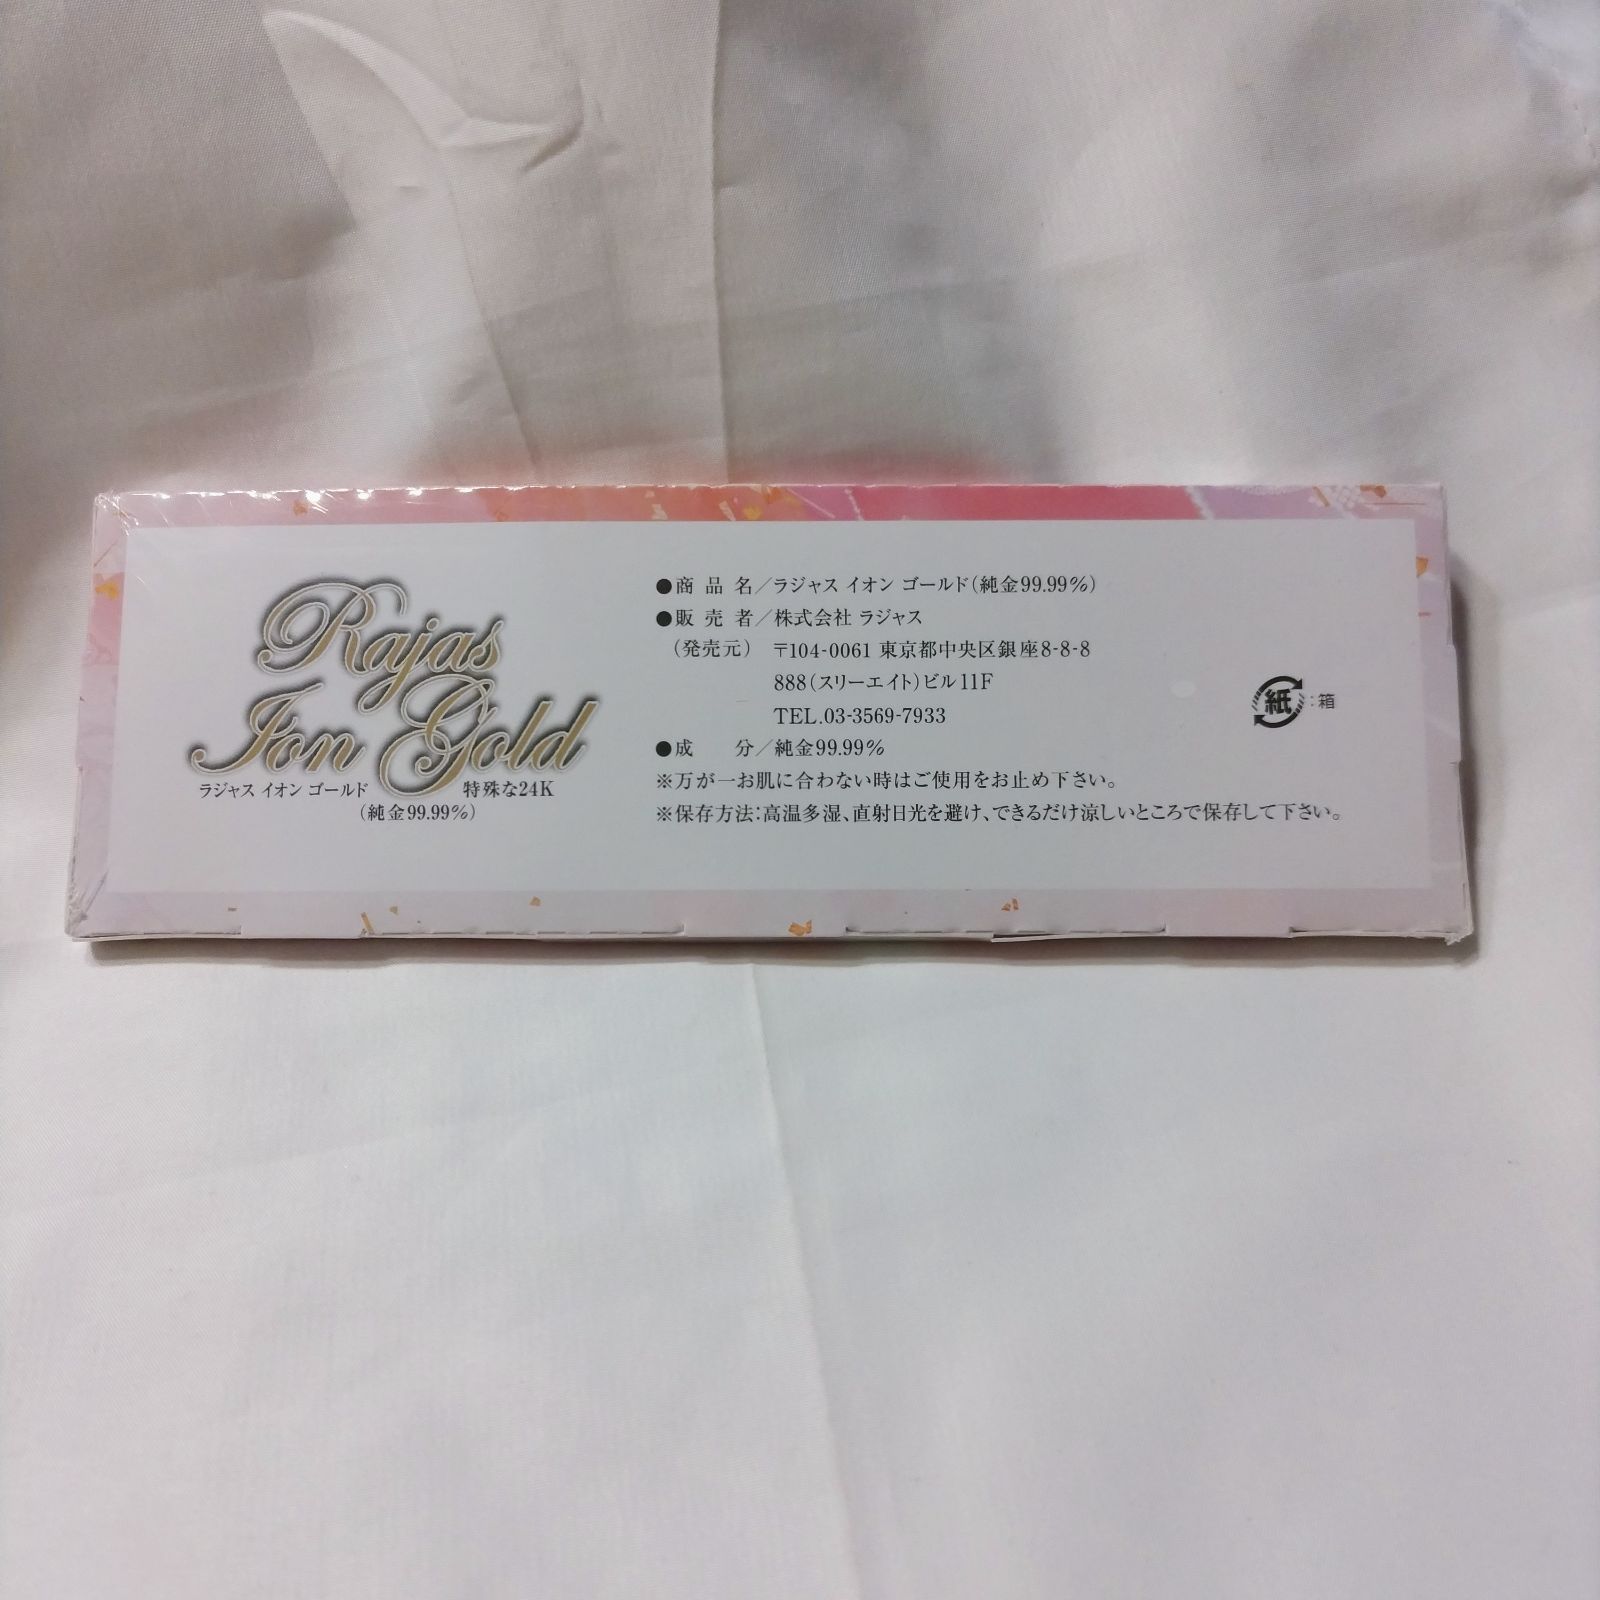 Rajas
Ion Gold
ラジャス イオン ゴールド 特殊な24K
(純金99.99%)
●商品名/ラジャス イオン ゴールド(純金99.99%)
●販売者/株式会社 ラジャス
(発売元) 〒104-0061 東京都中央区銀座8-8-8
888(スリーエイト)ビル11F
TEL.03-3569-7933
●成分/純金99.99%
※万が一お肌に合わない時はご使用をお止め下さい。
※保存方法:高温多湿、直射日光を避け、できるだけ涼しいところで保存して下さい。
紙:箱